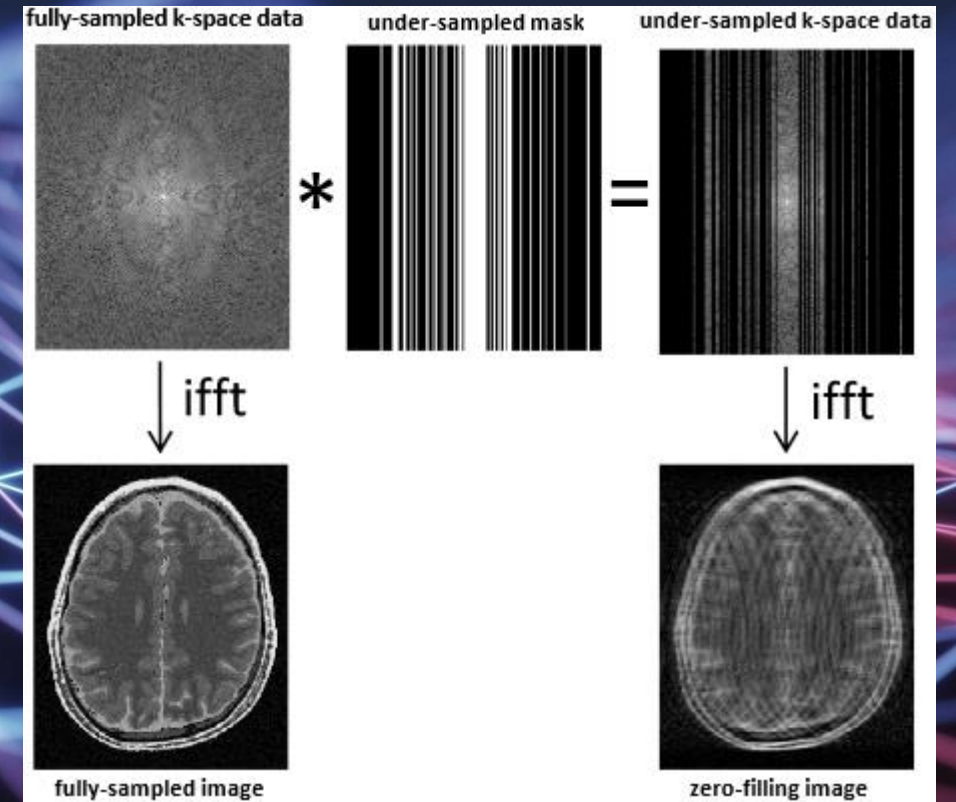 fully-sampled k-space data
under-sampled mask
under-sampled k-space data
*
=
ifft
ifft
fully-sampled image
zero-filling image